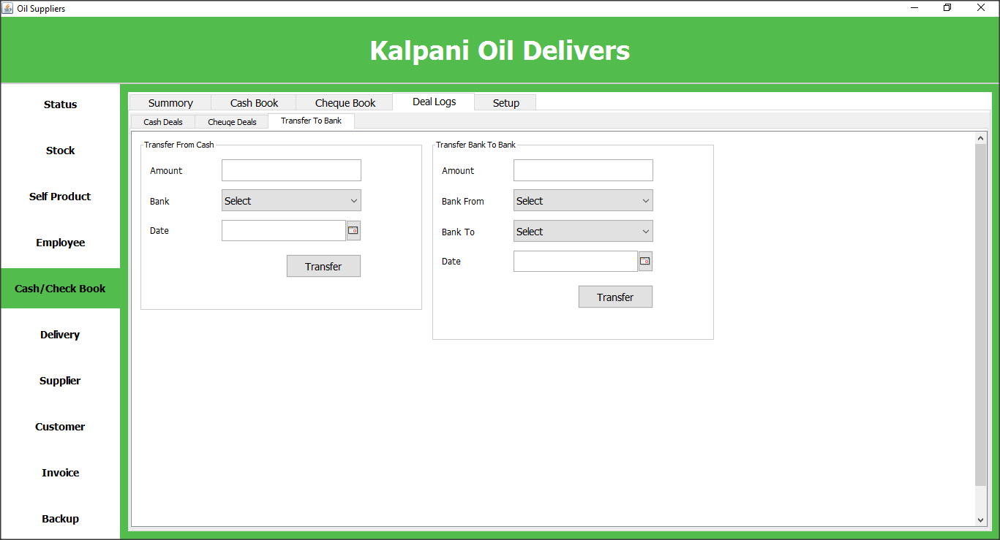 Oil Suppliers
Kalpani Oil Delivers
Status
Stock
Self Product
Employee
Cash/Check Book
Delivery
Supplier
Customer
Invoice
Backup
Summory Cash Book Cheque Book Deal Logs Setup
Cash Deals Cheuqe Deals Transfer To Bank
Transfer From Cash
Amount
Bank Select
Date
Transfer
Transfer Bank To Bank
Amount
Bank From Select
Bank To Select
Date
Transfer